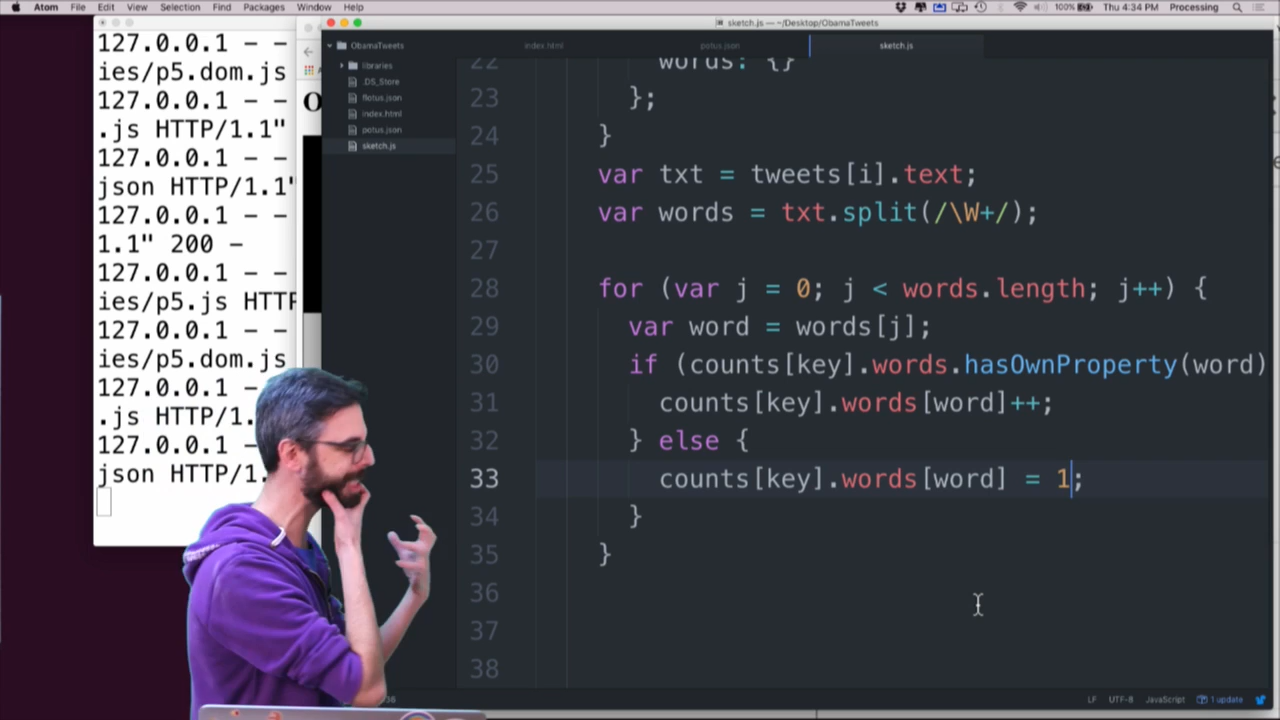 Atom File Edit View Selection Find Packages Window Help
100% Thu 4:34 PM Processing
127.0.0.1 - -
ies/p5.dom.js
127.0.0.1 - -
.js HTTP/1.1"
127.0.0.1 - -
json HTTP/1.1"
127.0.0.1 - -
1.1" 200 -
127.0.0.1 - -
ies/p5.js HTTP
127.0.0.1 - -
ies/p5.dom.js
127.0.0.1 - -
.js HTTP/1.
127.0.0.1
json HTTP/1.
sketch.js — ~/Desktop/ObamaTweets
ObamaTweets
libraries
.DS_Store
flotus.json
index.html
potus.json
sketch.js
index.html potus.json sketch.js
22 words: {}
23 };
24 }
25 var txt = tweets[i].text;
26 var words = txt.split(/\W+/);
27
28 for (var j = 0; j < words.length; j++) {
29 var word = words[j];
30 if (counts[key].words.hasOwnProperty(word)
31 counts[key].words[word]++;
32 } else {
33 counts[key].words[word] = 1;
34 }
35 }
36
37
38
LF UTF-8 JavaScript 1 update